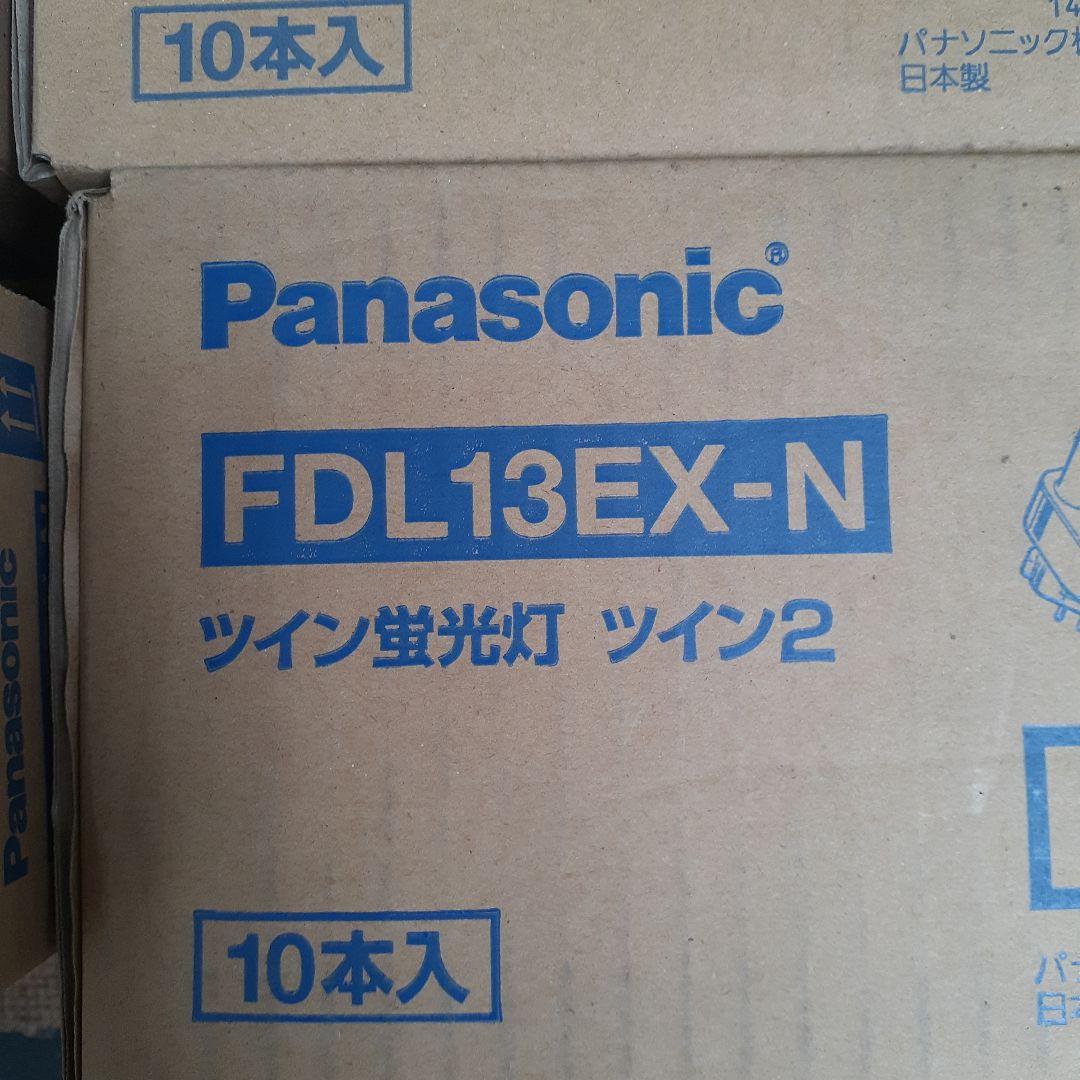 10本入
14
パナソニック
日本製
Panasonic®
FDL13EX-N
ツイン蛍光灯 ツイン2
10本入
Panasonic